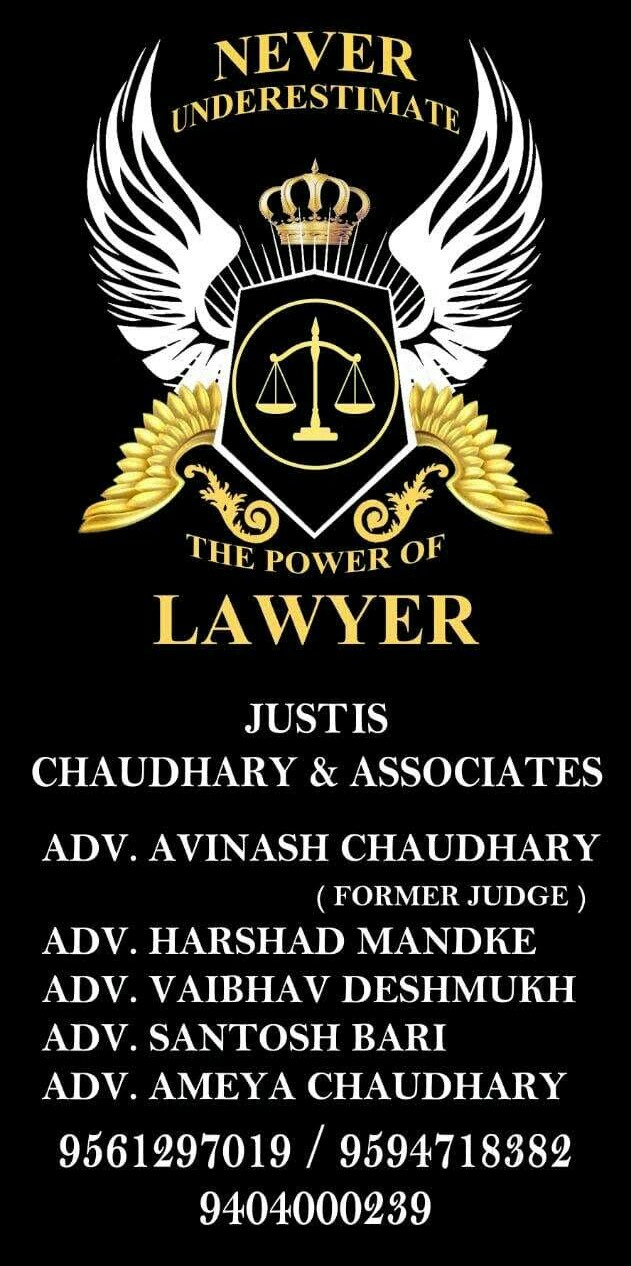 NEVER
UNDERESTIMATE
THE POWER OF
LAWYER
JUSTIS
CHAUDHARY & ASSOCIATES
ADV. AVINASH CHAUDHARY
( FORMER JUDGE )
ADV. HARSHAD MANDKE
ADV. VAIBHAV DESHMUKH
ADV. SANTOSH BARI
ADV. AMEYA CHAUDHARY
9561297019 / 9594718382
9404000239